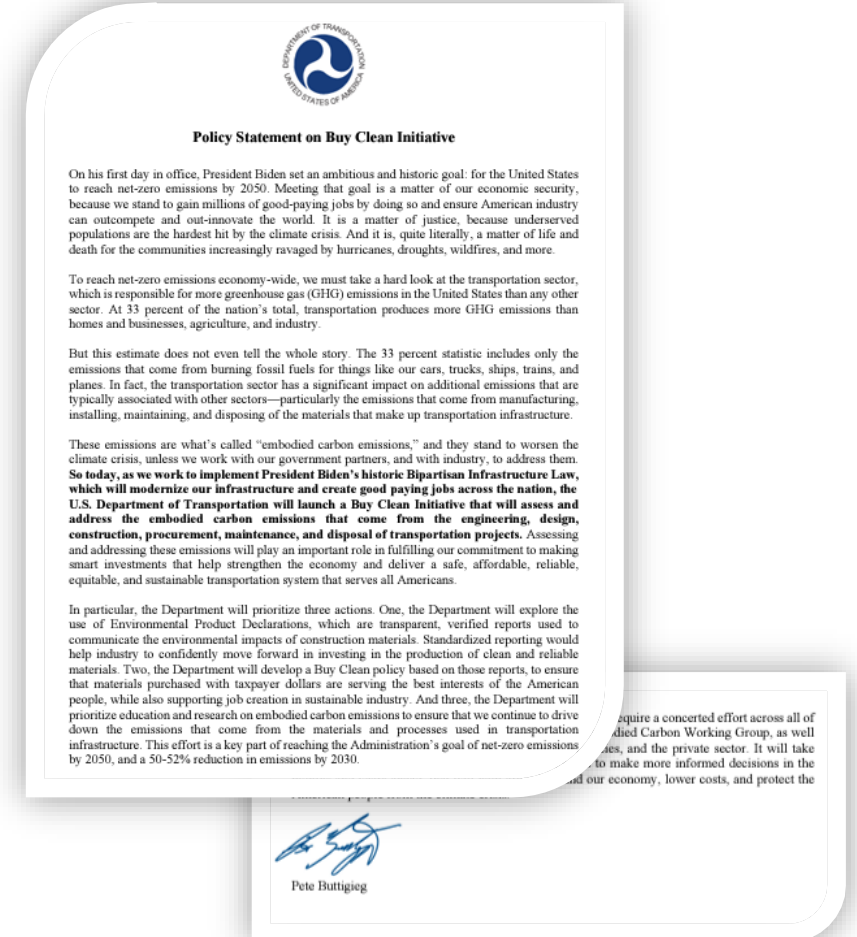 DEPARTMENT OF TRANSPORTATION
UNITED STATES OF AMERICA
Policy Statement on Buy Clean Initiative
On his first day in office, President Biden set an ambitious and historic goal: for the United States
to reach net-zero emissions by 2050. Meeting that goal is a matter of our economic security,
because we stand to gain millions of good-paying jobs by doing so and ensure American industry
can outcompete and out-innovate the world. It is a matter of justice, because underserved
populations are the hardest hit by the climate crisis. And it is, quite literally, a matter of life and
death for the communities increasingly ravaged by hurricanes, droughts, wildfires, and more.
To reach net-zero emissions economy-wide, we must take a hard look at the transportation sector,
which is responsible for more greenhouse gas (GHG) emissions in the United States than any other
sector. At 33 percent of the nation's total, transportation produces more GHG emissions than
homes and businesses, agriculture, and industry.
But this estimate does not even tell the whole story. The 33 percent statistic includes only the
emissions that come from burning fossil fuels for things like our cars, trucks, ships, trains, and
planes. In fact, the transportation sector has a significant impact on additional emissions that are
typically associated with other sectors—particularly the emissions that come from manufacturing,
installing, maintaining, and disposing of the materials that make up transportation infrastructure.
These emissions are what's called “embodied carbon emissions,” and they stand to worsen the
climate crisis, unless we work with our government partners, and with industry, to address them.
So today, as we work to implement President Biden's historic Bipartisan Infrastructure Law,
which will modernize our infrastructure and create good paying jobs across the nation, the
U.S. Department of Transportation will launch a Buy Clean Initiative that will assess and
address the embodied carbon emissions that come from the engineering, design,
construction, procurement, maintenance, and disposal of transportation projects. Assessing
and addressing these emissions will play an important role in fulfilling our commitment to making
smart investments that help strengthen the economy and deliver a safe, affordable, reliable,
equitable, and sustainable transportation system that serves all Americans.
In particular, the Department will prioritize three actions. One, the Department will explore the
use of Environmental Product Declarations, which are transparent, verified reports used to
communicate the environmental impacts of construction materials. Standardized reporting would
help industry to confidently move forward in investing in the production of clean and reliable
materials. Two, the Department will develop a Buy Clean policy based on those reports, to ensure
that materials purchased with taxpayer dollars are serving the best interests of the American
people, while also supporting job creation in sustainable industry. And three, the Department will
prioritize education and research on embodied carbon emissions to ensure that we continue to drive
down the emissions that come from the materials and processes used in transportation
infrastructure. This effort is a key part of reaching the Administration's goal of net-zero emissions
by 2050, and a 50-52% reduction in emissions by 2030.
equire a concerted effort across all of
died Carbon Working Group, as well
ies, and the private sector. It will take
to make more informed decisions in the
d our economy, lower costs, and protect the
Pete Buttigieg